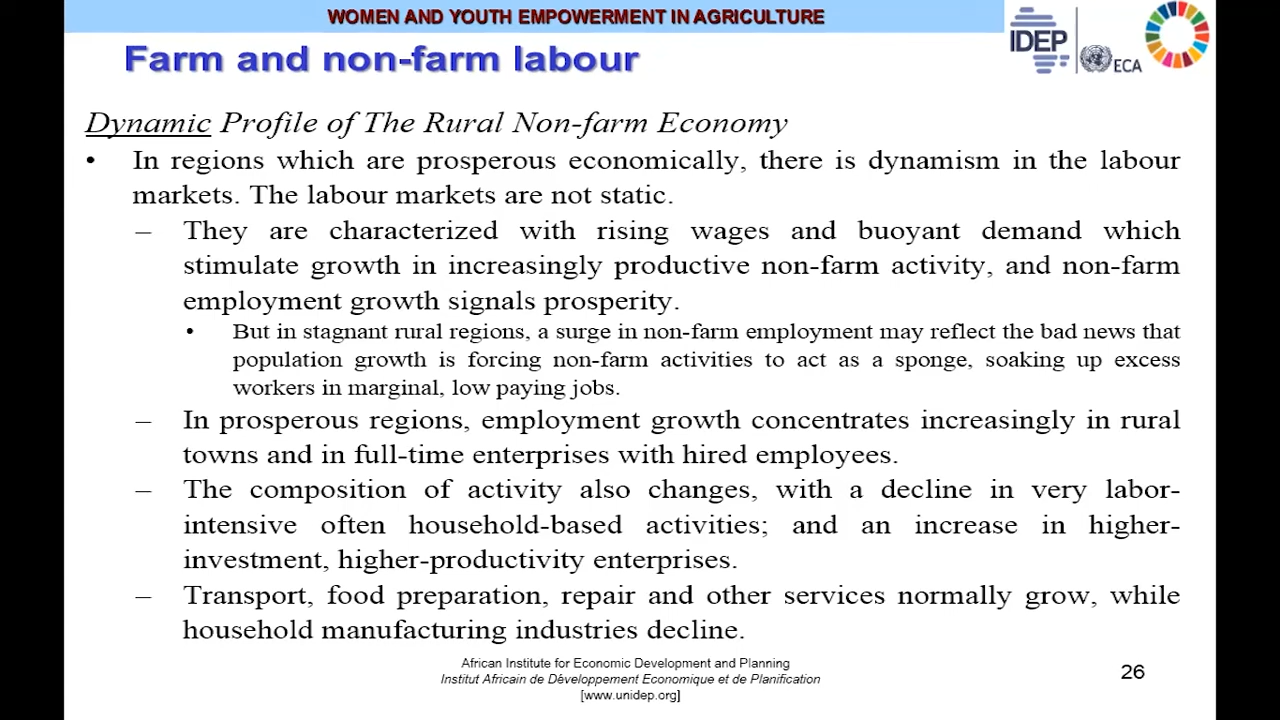 WOMEN AND YOUTH EMPOWERMENT IN AGRICULTURE
IDEP
ECA
Farm and non-farm labour
Dynamic Profile of The Rural Non-farm Economy
• In regions which are prosperous economically, there is dynamism in the labour
markets. The labour markets are not static.
– They are characterized with rising wages and buoyant demand which
stimulate growth in increasingly productive non-farm activity, and non-farm
employment growth signals prosperity.
• But in stagnant rural regions, a surge in non-farm employment may reflect the bad news that
population growth is forcing non-farm activities to act as a sponge, soaking up excess
workers in marginal, low paying jobs.
– In prosperous regions, employment growth concentrates increasingly in rural
towns and in full-time enterprises with hired employees.
– The composition of activity also changes, with a decline in very labor-
intensive often household-based activities; and an increase in higher-
investment, higher-productivity enterprises.
– Transport, food preparation, repair and other services normally grow, while
household manufacturing industries decline.
African Institute for Economic Development and Planning
Institut Africain de Développement Economique et de Planification
[www.unidep.org]
26